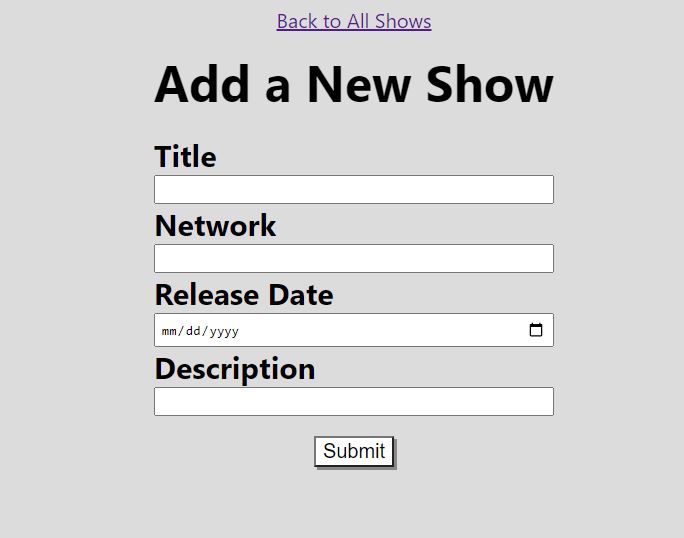 Back to All Shows
Add a New Show
Title
Network
Release Date
mm/dd/yyyy
Description
Submit